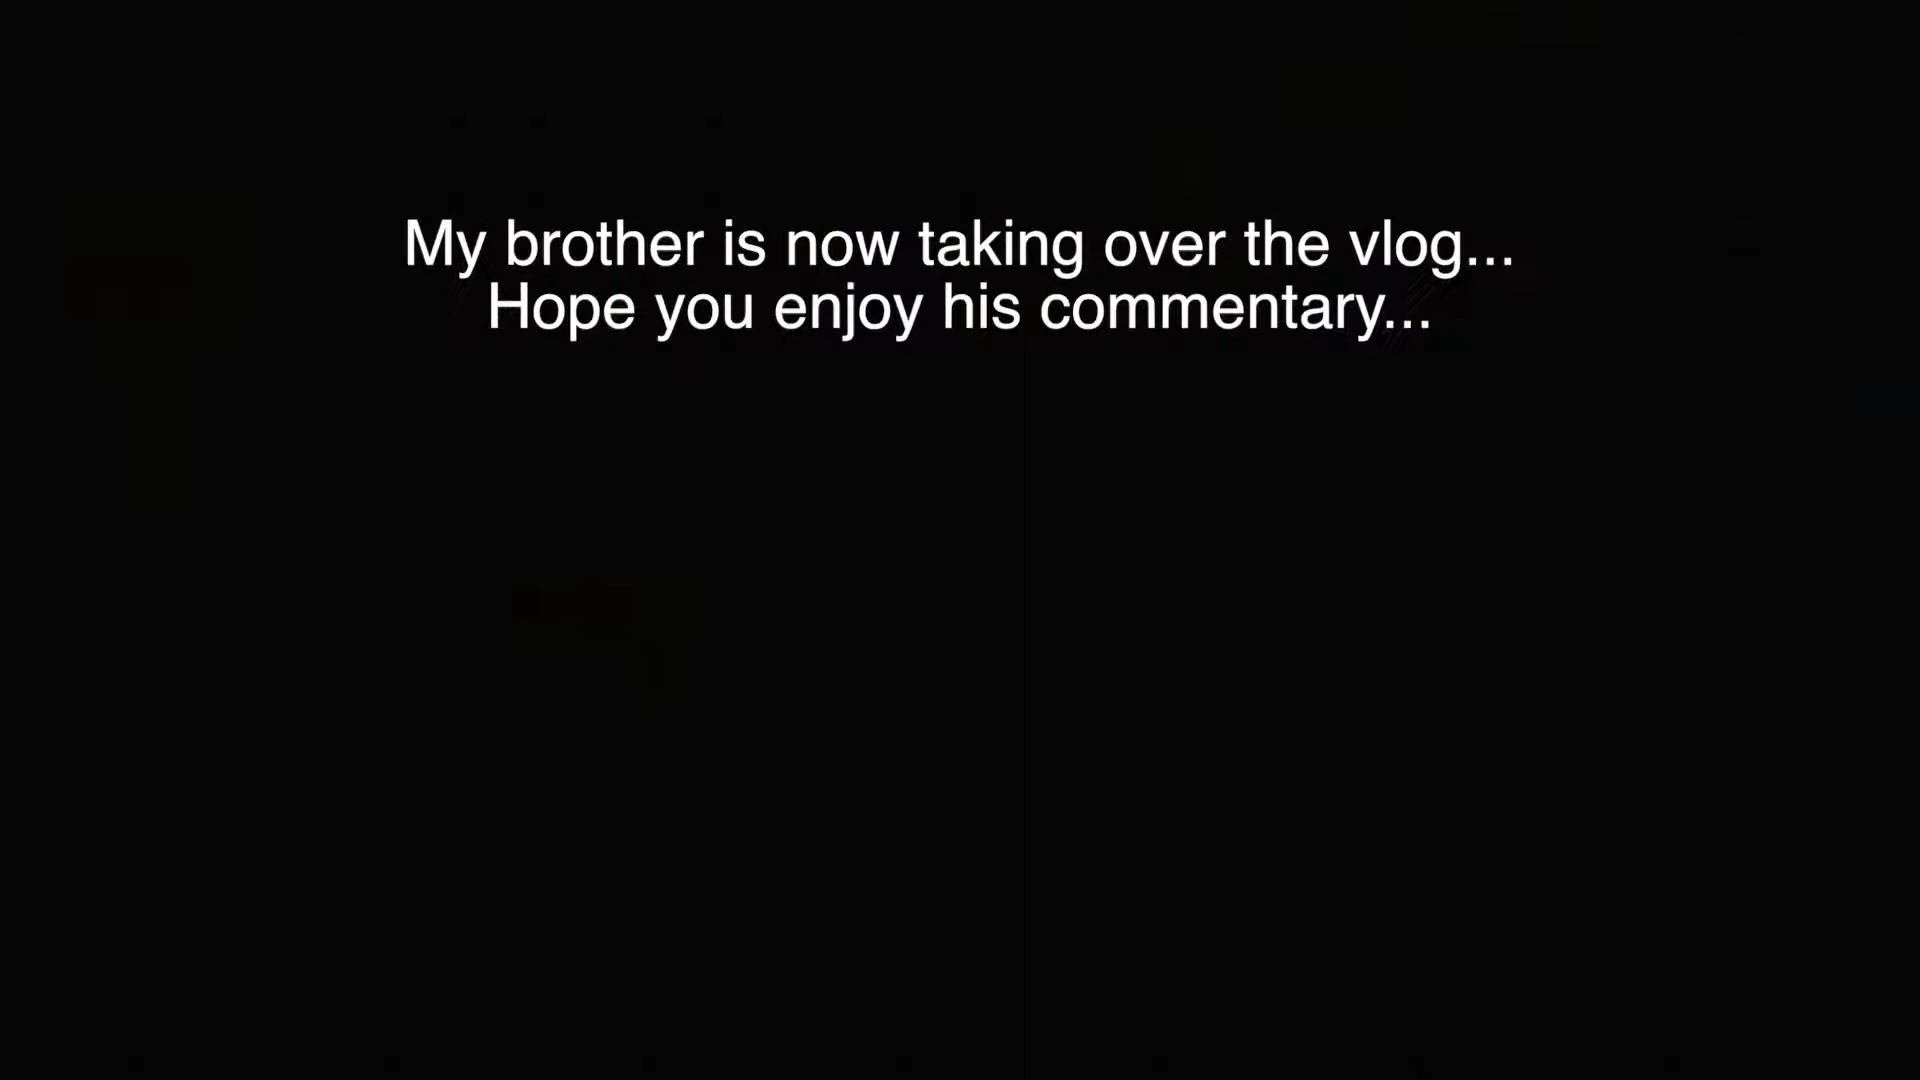 My brother is now taking over the vlog...
Hope you enjoy his commentary...